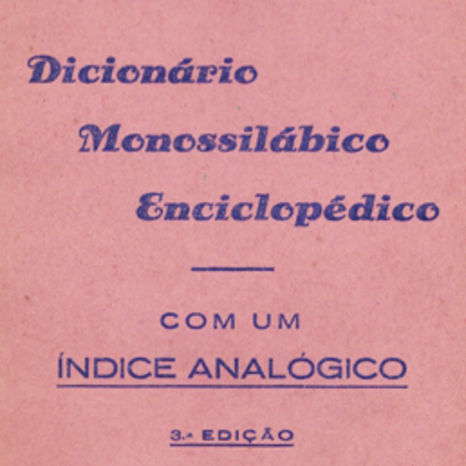 Dicionário
Monossilábico
Enciclopédico
COM UM
ÍNDICE ANALÓGICO
3.ª EDIÇÃO